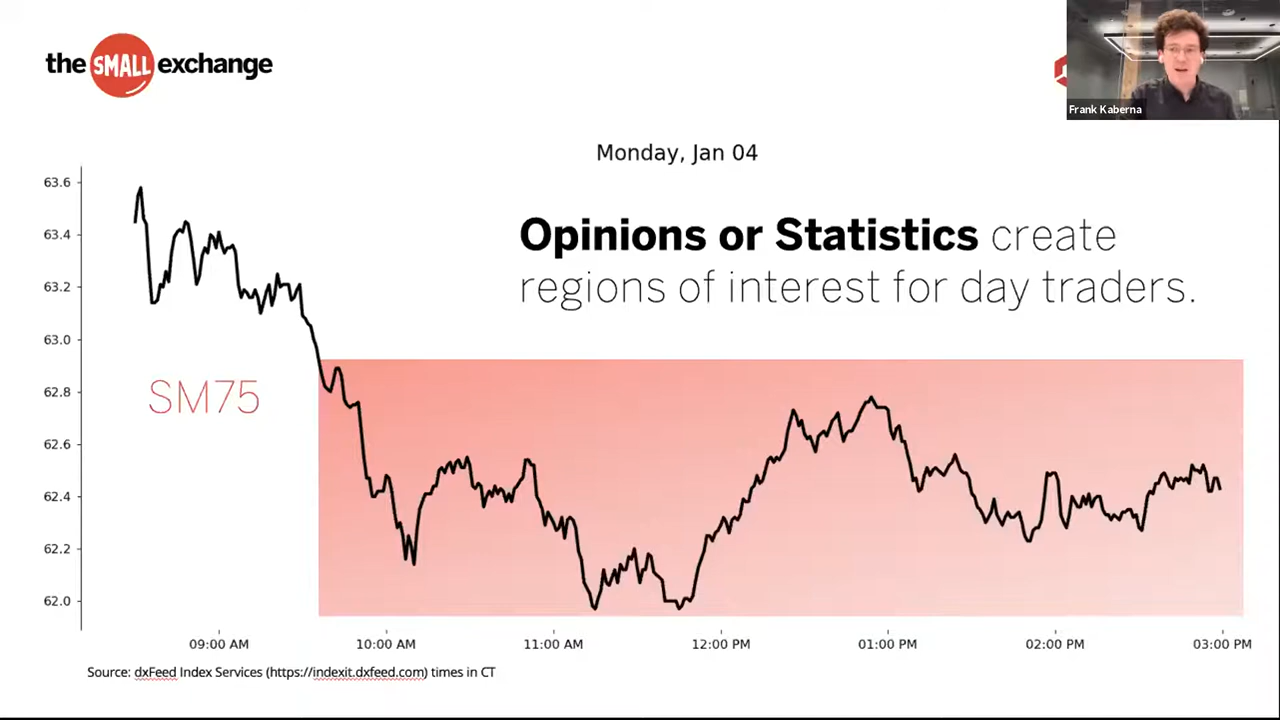 the SMALL exchange
Frank Kaberna
Monday, Jan 04
Opinions or Statistics create
regions of interest for day traders.
SM75
63.6
63.4
63.2
63.0
62.8
62.6
62.4
62.2
62.0
09:00 AM 10:00 AM 11:00 AM 12:00 PM 01:00 PM 02:00 PM 03:00 PM
Source: dxFeed Index Services (https://indexit.dxfeed.com) times in CT